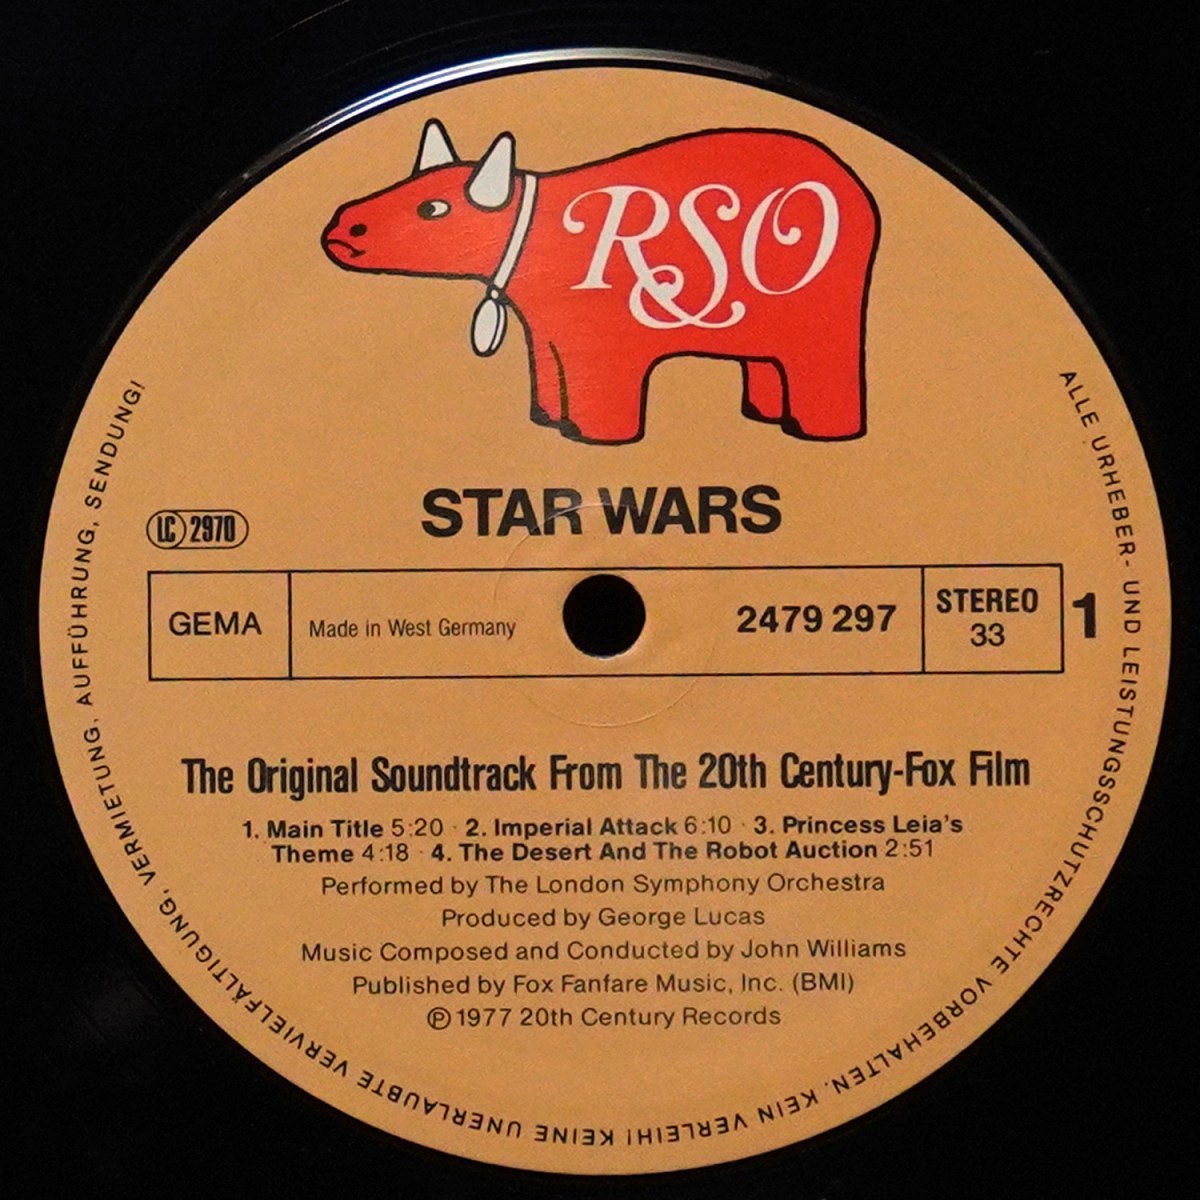 RSO
STAR WARS
LC 2970
GEMA
Made in West Germany
2479 297
STEREO
33
1
The Original Soundtrack From The 20th Century-Fox Film
1. Main Title 5:20 · 2. Imperial Attack 6:10 · 3. Princess Leia's
Theme 4:18 · 4. The Desert And The Robot Auction 2:51
Performed by The London Symphony Orchestra
Produced by George Lucas
Music Composed and Conducted by John Williams
Published by Fox Fanfare Music, Inc. (BMI)
℗ 1977 20th Century Records
ALLE URHEBER- UND LEISTUNGSSCHUTZRECHTE VORBEHALTEN. KEIN VERLEIH! KEINE UNERLAUBTE VERVIELFÄLTIGUNG, VERMIETUNG, AUFFÜHRUNG, SENDUNG!